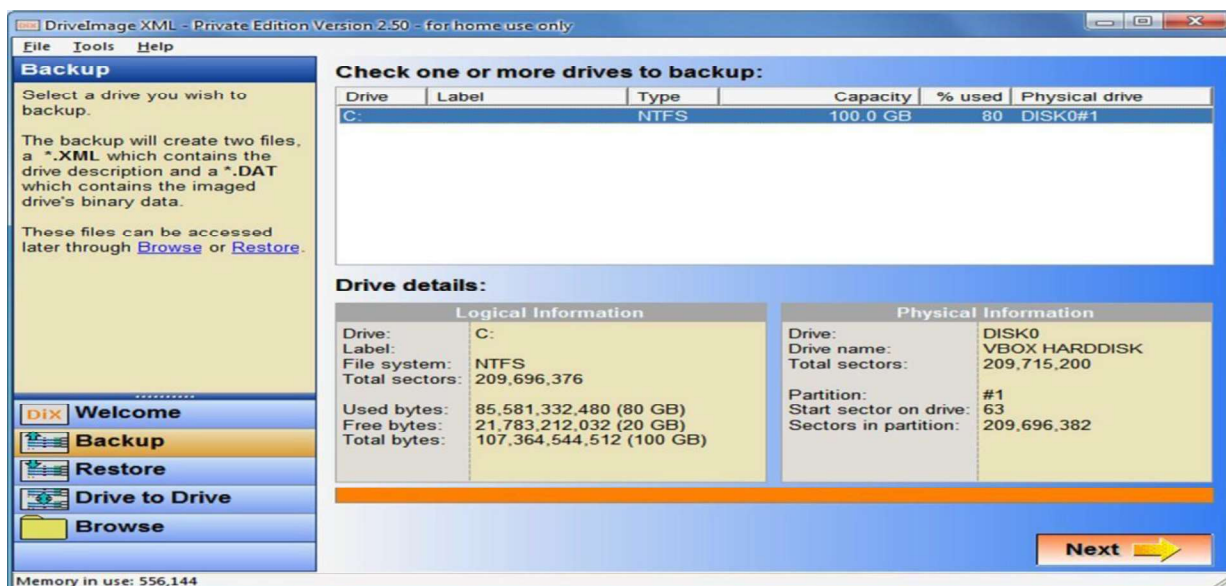 DriveImage XML - Private Edition Version 2.50 - for home use only
File Tools Help
Backup
Select a drive you wish to
backup.
The backup will create two files,
a *.XML which contains the
drive description and a *.DAT
which contains the imaged
drive's binary data.
These files can be accessed
later through Browse or Restore.
DiX Welcome
Backup
Restore
Drive to Drive
Browse
Check one or more drives to backup:
Drive Label Type Capacity % used Physical drive
C: NTFS 100.0 GB 80 DISK0#1
Drive details:
Logical Information
Drive: C:
Label:
File system: NTFS
Total sectors: 209,696,376
Used bytes: 85,581,332,480 (80 GB)
Free bytes: 21,783,212,032 (20 GB)
Total bytes: 107,364,544,512 (100 GB)
Physical Information
Drive: DISK0
Drive name: VBOX HARDDISK
Total sectors: 209,715,200
Partition: #1
Start sector on drive: 63
Sectors in partition: 209,696,382
Next
Memory in use: 556,144